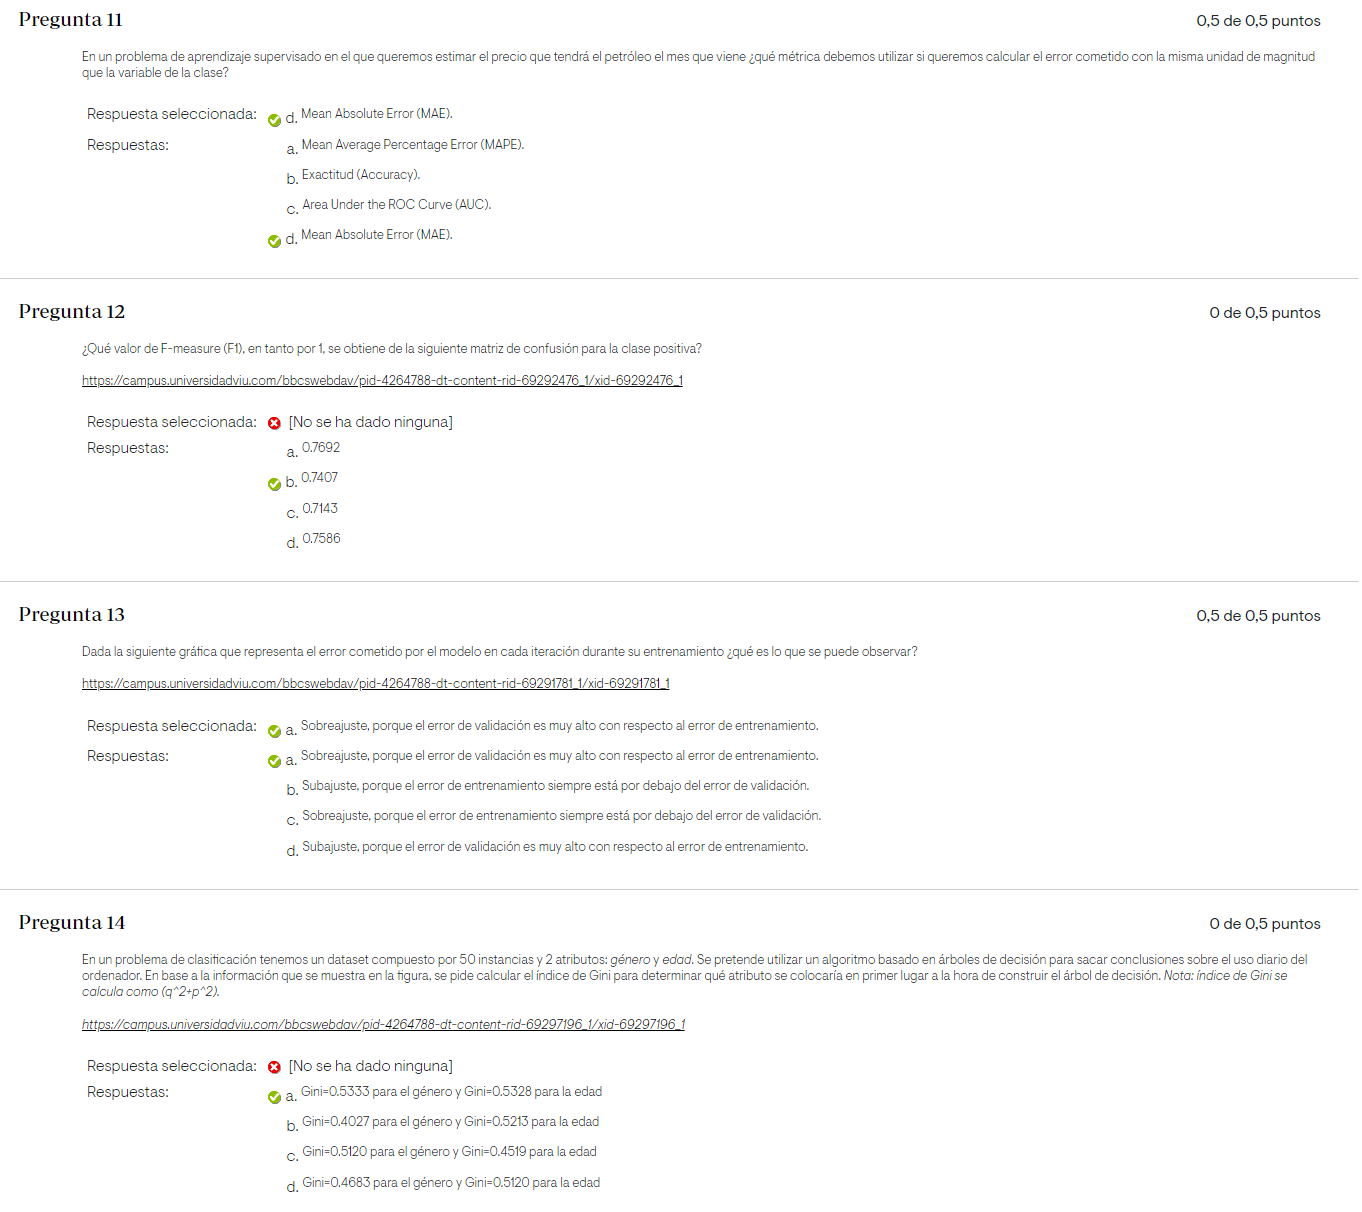 Pregunta 11
0,5 de 0,5 puntos
En un problema de aprendizaje supervisado en el que queremos estimar el precio que tendrá el petróleo el mes que viene ¿qué métrica debemos utilizar si queremos calcular el error cometido con la misma unidad de magnitud
que la variable de la clase?
Respuesta seleccionada: d. Mean Absolute Error (MAE).
Respuestas: a. Mean Average Percentage Error (MAPE).
b. Exactitud (Accuracy).
c. Area Under the ROC Curve (AUC).
d. Mean Absolute Error (MAE).
Pregunta 12
0 de 0,5 puntos
¿Qué valor de F-measure (F1), en tanto por 1, se obtiene de la siguiente matriz de confusión para la clase positiva?
https://campus.universidadviu.com/bbcswebdav/pid-4264788-dt-content-rid-69292476_1/xid-69292476_1
Respuesta seleccionada: [No se ha dado ninguna]
Respuestas: a. 0.7692
b. 0.7407
c. 0.7143
d. 0.7586
Pregunta 13
0,5 de 0,5 puntos
Dada la siguiente gráfica que representa el error cometido por el modelo en cada iteración durante su entrenamiento ¿qué es lo que se puede observar?
https://campus.universidadviu.com/bbcswebdav/pid-4264788-dt-content-rid-69291781_1/xid-69291781_1
Respuesta seleccionada: a. Sobreajuste, porque el error de validación es muy alto con respecto al error de entrenamiento.
Respuestas: a. Sobreajuste, porque el error de validación es muy alto con respecto al error de entrenamiento.
b. Subajuste, porque el error de entrenamiento siempre está por debajo del error de validación.
c. Sobreajuste, porque el error de entrenamiento siempre está por debajo del error de validación.
d. Subajuste, porque el error de validación es muy alto con respecto al error de entrenamiento.
Pregunta 14
0 de 0,5 puntos
En un problema de clasificación tenemos un dataset compuesto por 50 instancias y 2 atributos: género y edad. Se pretende utilizar un algoritmo basado en árboles de decisión para sacar conclusiones sobre el uso diario del
ordenador. En base a la información que se muestra en la figura, se pide calcular el índice de Gini para determinar qué atributo se colocaría en primer lugar a la hora de construir el árbol de decisión. Nota: índice de Gini se
calcula como (q^2+p^2).
https://campus.universidadviu.com/bbcswebdav/pid-4264788-dt-content-rid-69297196_1/xid-69297196_1
Respuesta seleccionada: [No se ha dado ninguna]
Respuestas: a. Gini=0.5333 para el género y Gini=0.5328 para la edad
b. Gini=0.4027 para el género y Gini=0.5213 para la edad
c. Gini=0.5120 para el género y Gini=0.4519 para la edad
d. Gini=0.4683 para el género y Gini=0.5120 para la edad